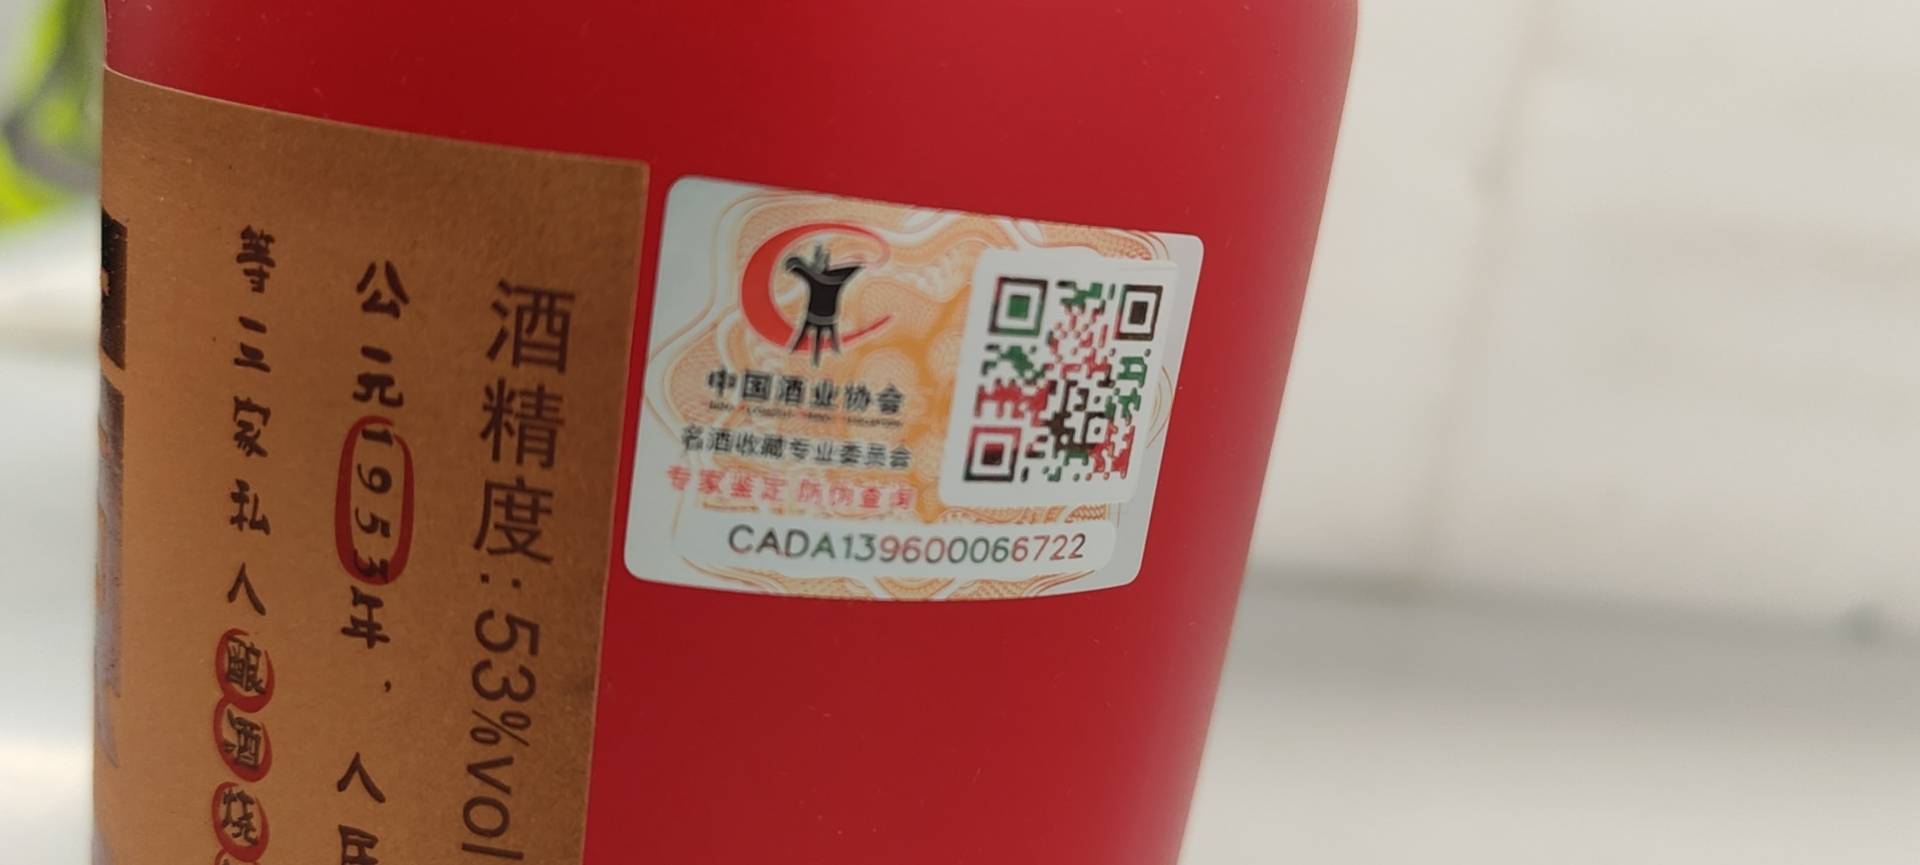 酒精度:53%vol
公元1953年，人民
等三家私人酿酒烧
中国酒业协会
名酒收藏专业委员会
专家鉴定 防伪查询
CADA139600066722